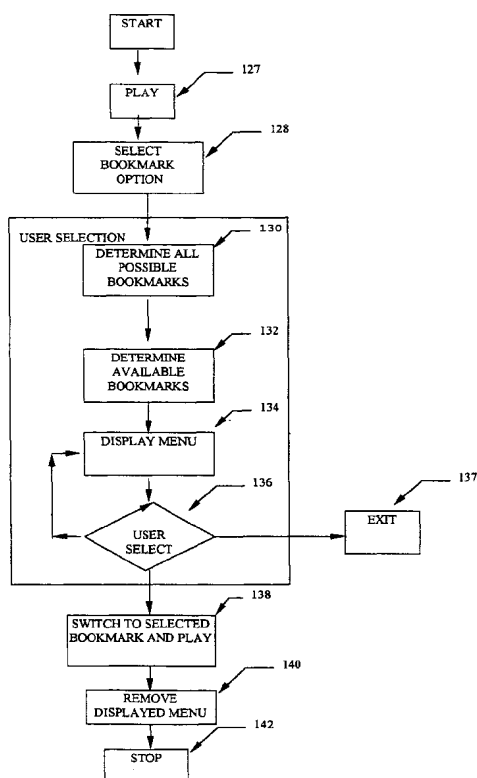 START
127
PLAY
128
SELECT
BOOKMARK
OPTION
USER SELECTION
130
DETERMINE ALL
POSSIBLE
BOOKMARKS
132
DETERMINE
AVAILABLE
BOOKMARKS
134
DISPLAY MENU
136
USER
SELECT
137
EXIT
138
SWITCH TO SELECTED
BOOKMARK AND PLAY
140
REMOVE
DISPLAYED MENU
142
STOP